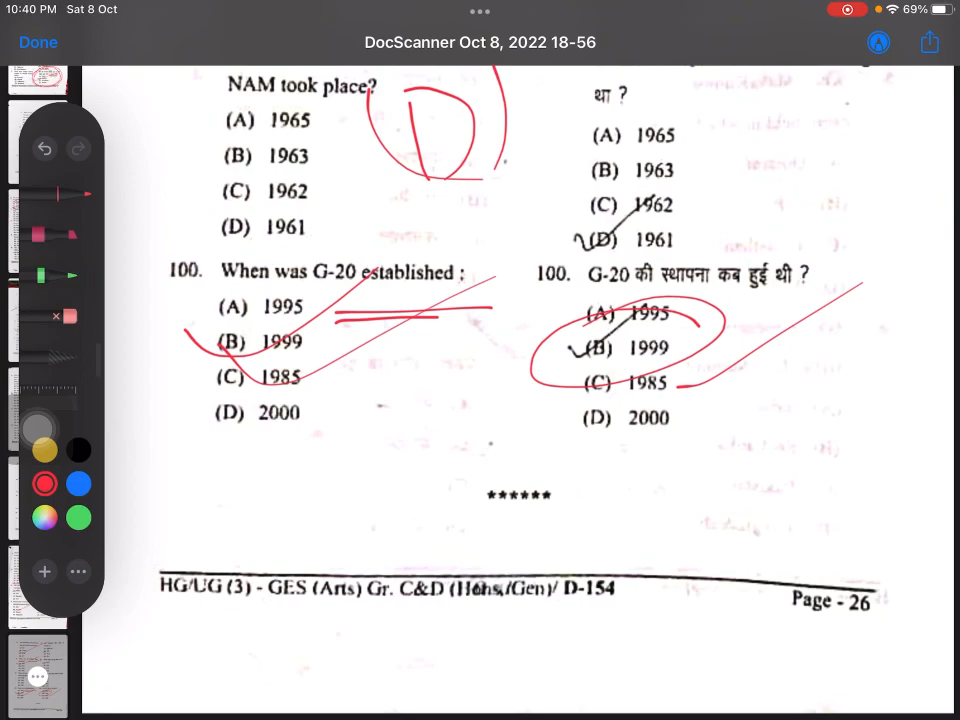 10:40 PM Sat 8 Oct
69%
Done
DocScanner Oct 8, 2022 18-56
NAM took place?
(A) 1965
(B) 1963
(C) 1962
(D) 1961
D
100. When was G-20 established :
(A) 1995
(B) 1999
(C) 1985
(D) 2000
था ?
(A) 1965
(B) 1963
(C) 1962
(D) 1961
100. G-20 की स्थापना कब हुई थी ?
(A) 1995
(B) 1999
(C) 1985
(D) 2000
******
HG/UG (3) - GES (Arts) Gr. C&D (Hons./Gen)/ D-154
Page - 26